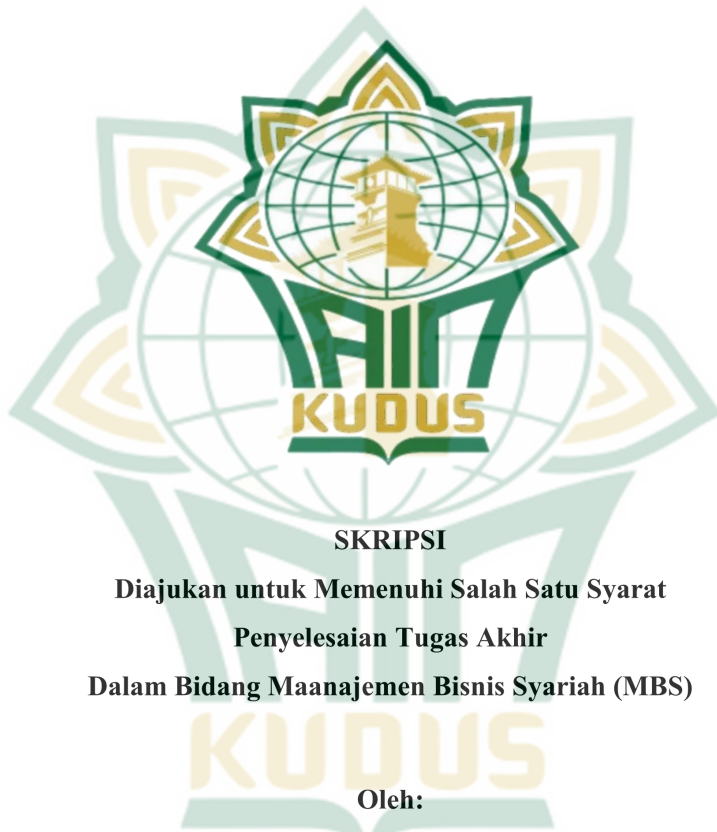 IAIN
KUDUS
SKRIPSI
Diajukan untuk Memenuhi Salah Satu Syarat
Penyelesaian Tugas Akhir
Dalam Bidang Maanajemen Bisnis Syariah (MBS)
KUDUS
Oleh: